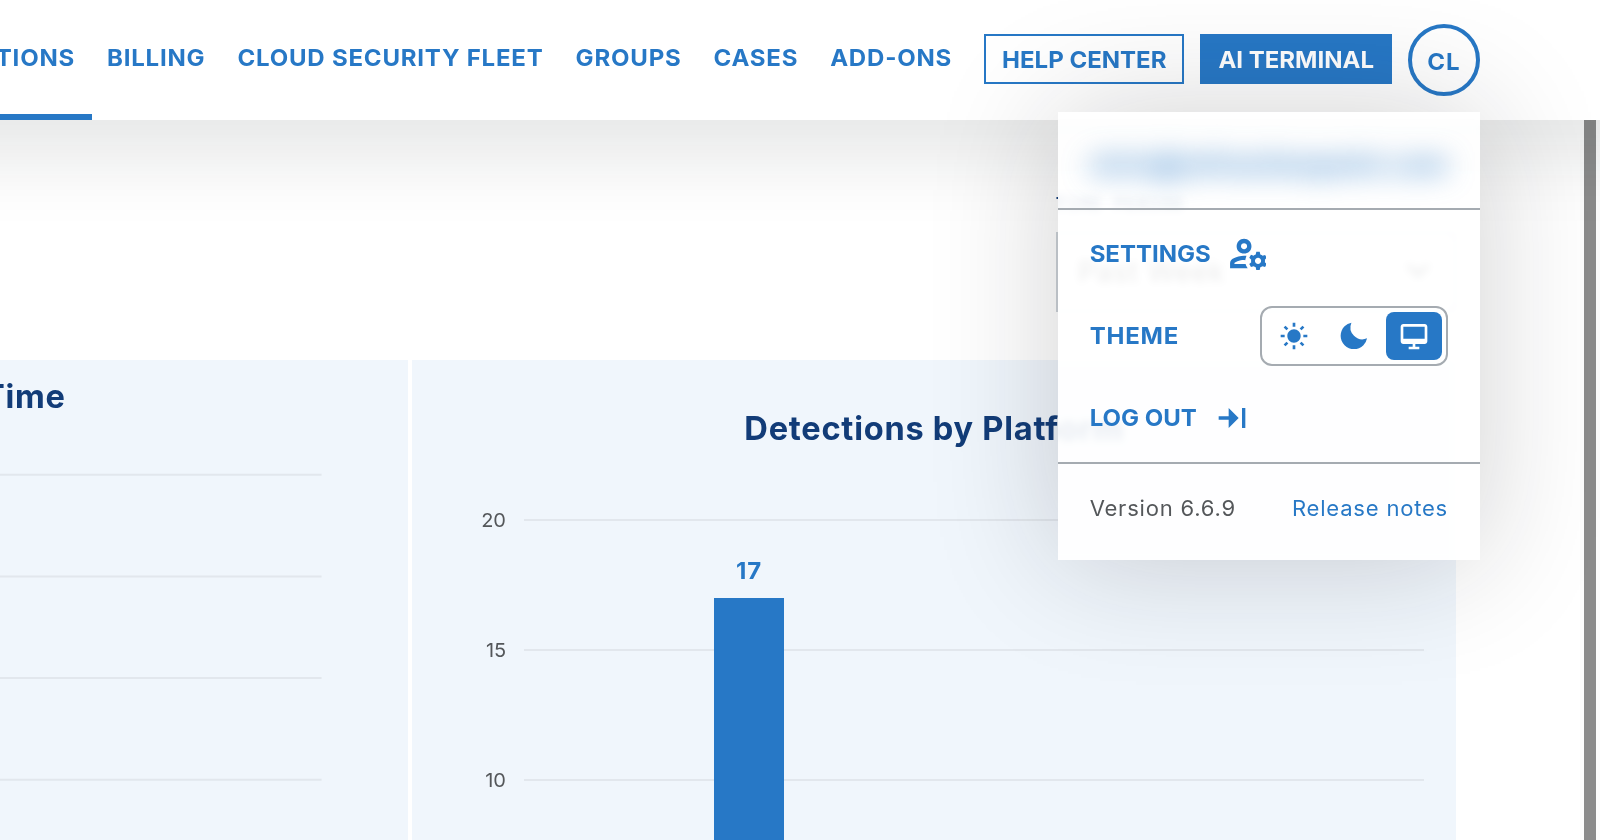 TIONS BILLING CLOUD SECURITY FLEET GROUPS CASES ADD-ONS HELP CENTER AI TERMINAL CL
SETTINGS
THEME
LOG OUT
Version 6.6.9 Release notes
Time
Detections by Platf
20
17
15
10